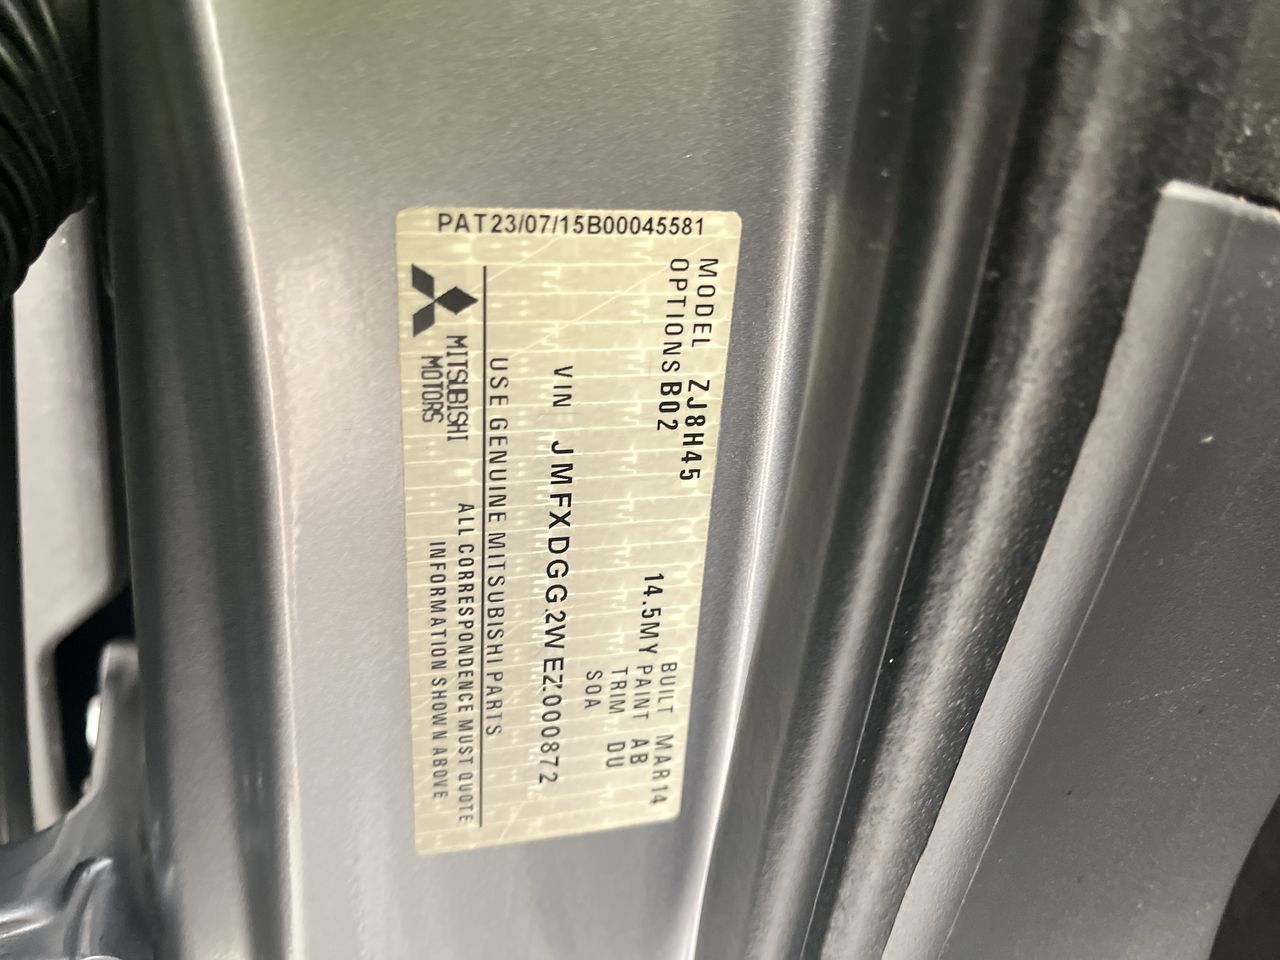 PAT23/07/15B00045581
MODEL ZJ8H45
OPTIONS B02
BUILT MAR14
14.5MY PAINT AB
TRIM DU
SOA
VIN JMFXDGG2WEZ000872
USE GENUINE MITSUBISHI PARTS
MITSUBISHI
MOTORS
ALL CORRESPONDENCE MUST QUOTE
INFORMATION SHOWN ABOVE